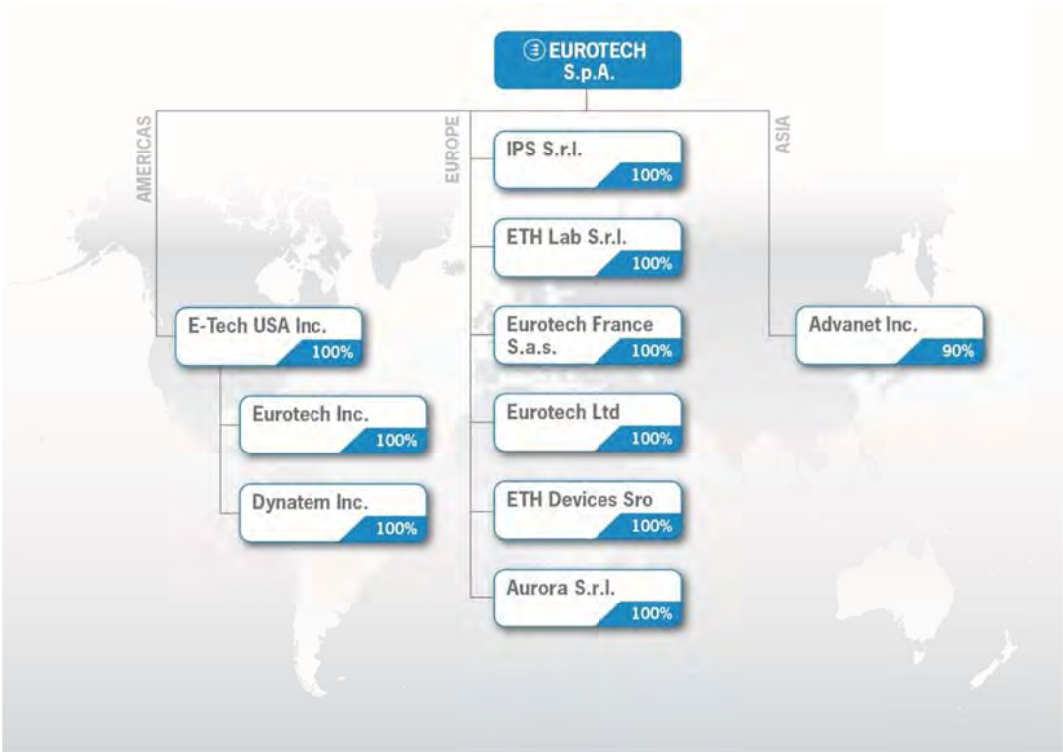 EUROTECH
S.p.A.
AMERICAS
EUROPE
ASIA
IPS S.r.l.
100%
ETH Lab S.r.l.
100%
E-Tech USA Inc.
100%
Eurotech France
S.a.s.
100%
Advanet Inc.
90%
Eurotech Inc.
100%
Eurotech Ltd
100%
Dynatem Inc.
100%
ETH Devices Sro
100%
Aurora S.r.l.
100%